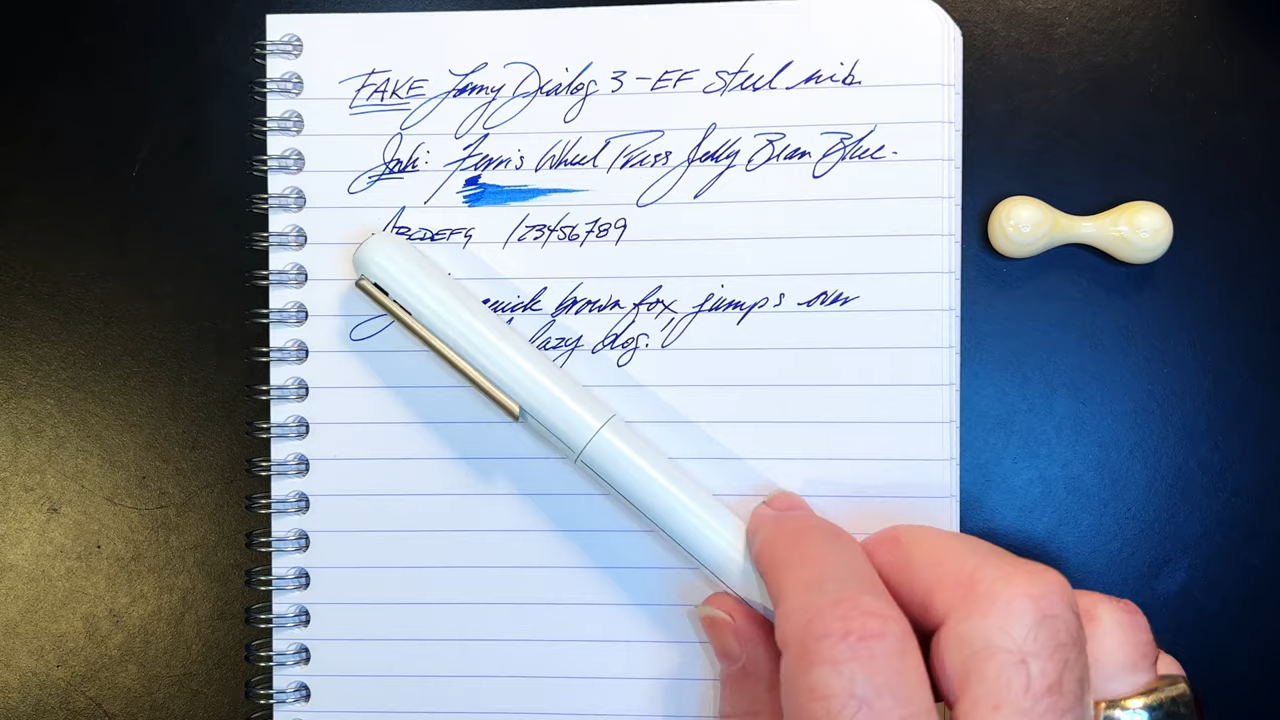 FAKE Lamy Dialog 3 - EF Steel nib.
Ink: Ferris Wheel Press Jelly Bean Blue.
ABCDEFG 123456789
quick brown fox jumps over
lazy dog."